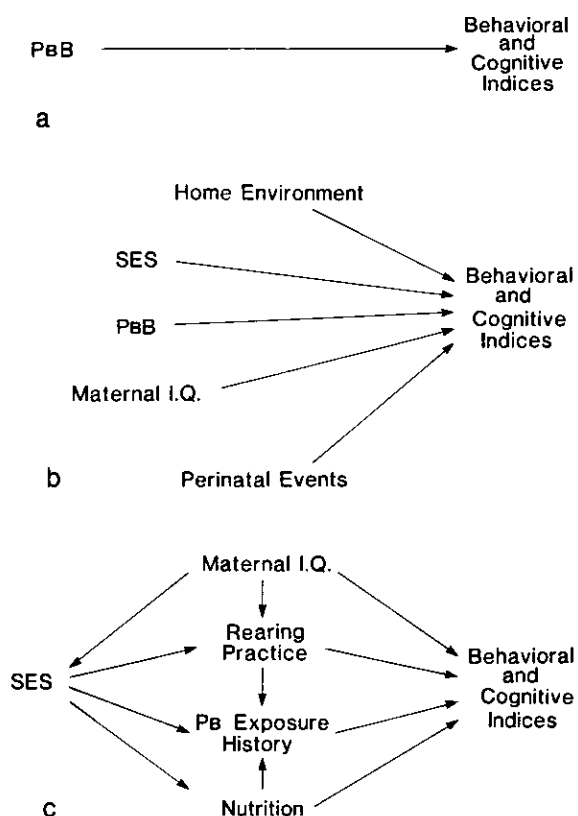 PBB
Behavioral
and
Cognitive
Indices
a
Home Environment
SES
PBB
Maternal I.Q.
Perinatal Events
Behavioral
and
Cognitive
Indices
b
Maternal I.Q.
Rearing
Practice
SES
PB Exposure
History
Nutrition
Behavioral
and
Cognitive
Indices
c